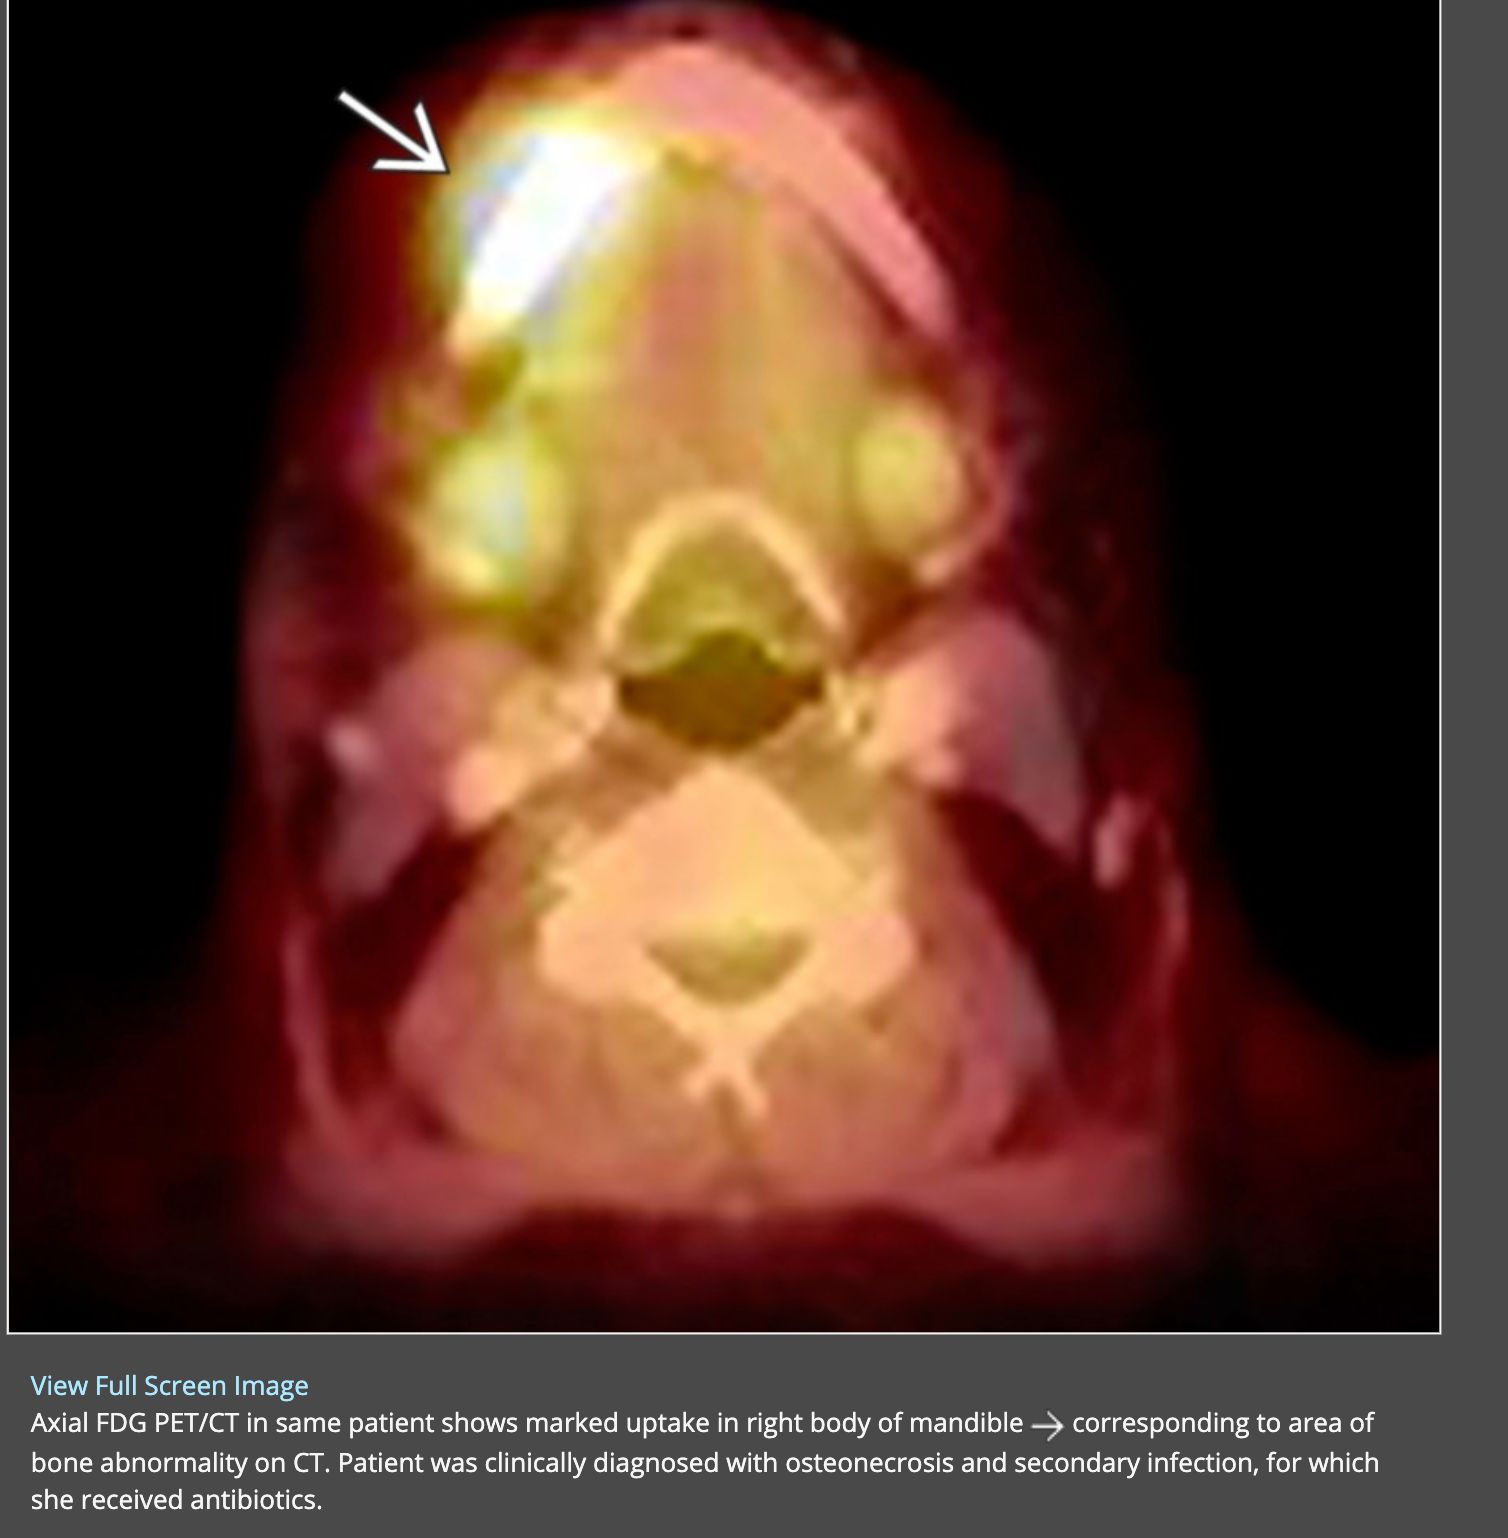 View Full Screen Image
Axial FDG PET/CT in same patient shows marked uptake in right body of mandible → corresponding to area of
bone abnormality on CT. Patient was clinically diagnosed with osteonecrosis and secondary infection, for which
she received antibiotics.